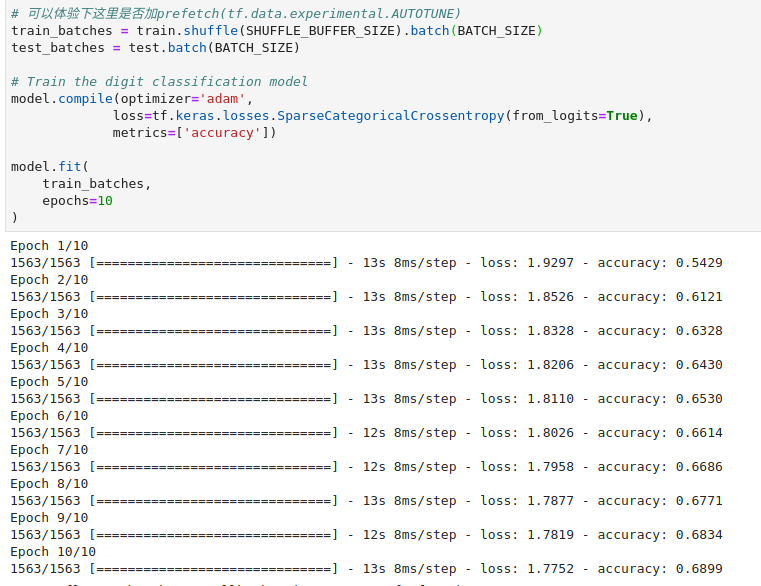 # 可以体验下这里是否加prefetch(tf.data.experimental.AUTOTUNE)
train_batches = train.shuffle(SHUFFLE_BUFFER_SIZE).batch(BATCH_SIZE)
test_batches = test.batch(BATCH_SIZE)
# Train the digit classification model
model.compile(optimizer='adam',
loss=tf.keras.losses.SparseCategoricalCrossentropy(from_logits=True),
metrics=['accuracy'])
model.fit(
train_batches,
epochs=10
)
Epoch 1/10
1563/1563 [==============================] - 13s 8ms/step - loss: 1.9297 - accuracy: 0.5429
Epoch 2/10
1563/1563 [==============================] - 13s 8ms/step - loss: 1.8526 - accuracy: 0.6121
Epoch 3/10
1563/1563 [==============================] - 13s 8ms/step - loss: 1.8328 - accuracy: 0.6328
Epoch 4/10
1563/1563 [==============================] - 13s 8ms/step - loss: 1.8206 - accuracy: 0.6430
Epoch 5/10
1563/1563 [==============================] - 13s 8ms/step - loss: 1.8110 - accuracy: 0.6530
Epoch 6/10
1563/1563 [==============================] - 12s 8ms/step - loss: 1.8026 - accuracy: 0.6614
Epoch 7/10
1563/1563 [==============================] - 12s 8ms/step - loss: 1.7958 - accuracy: 0.6686
Epoch 8/10
1563/1563 [==============================] - 13s 8ms/step - loss: 1.7877 - accuracy: 0.6771
Epoch 9/10
1563/1563 [==============================] - 12s 8ms/step - loss: 1.7819 - accuracy: 0.6834
Epoch 10/10
1563/1563 [==============================] - 13s 8ms/step - loss: 1.7752 - accuracy: 0.6899